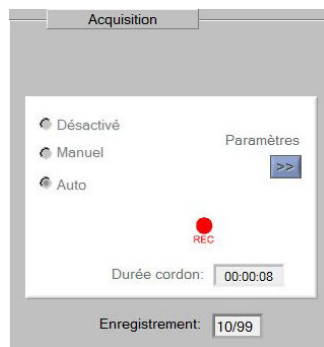 Acquisition
Désactivé
Manuel
Paramètres
>>
Auto
REC
Durée cordon: 00:00:08
Enregistrement: 10/99